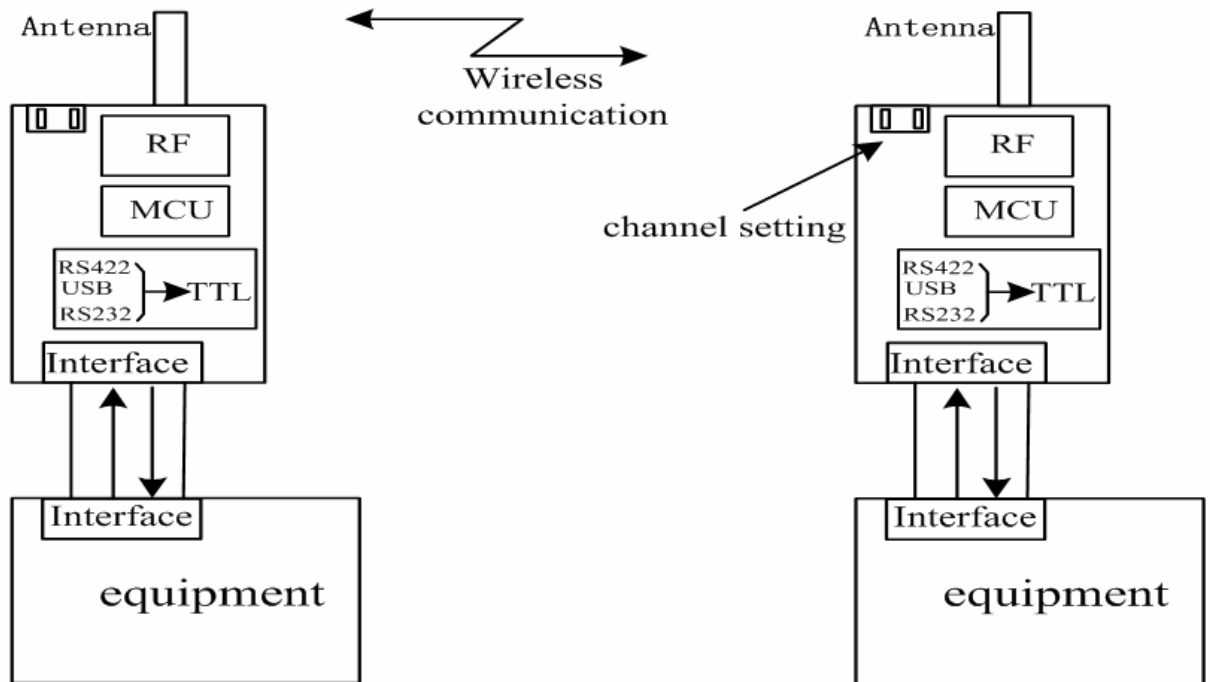 Antenna
RF
MCU
RS422
USB
RS232
TTL
Interface
Interface
equipment
Wireless
communication
channel setting
Antenna
RF
MCU
RS422
USB
RS232
TTL
Interface
Interface
equipment